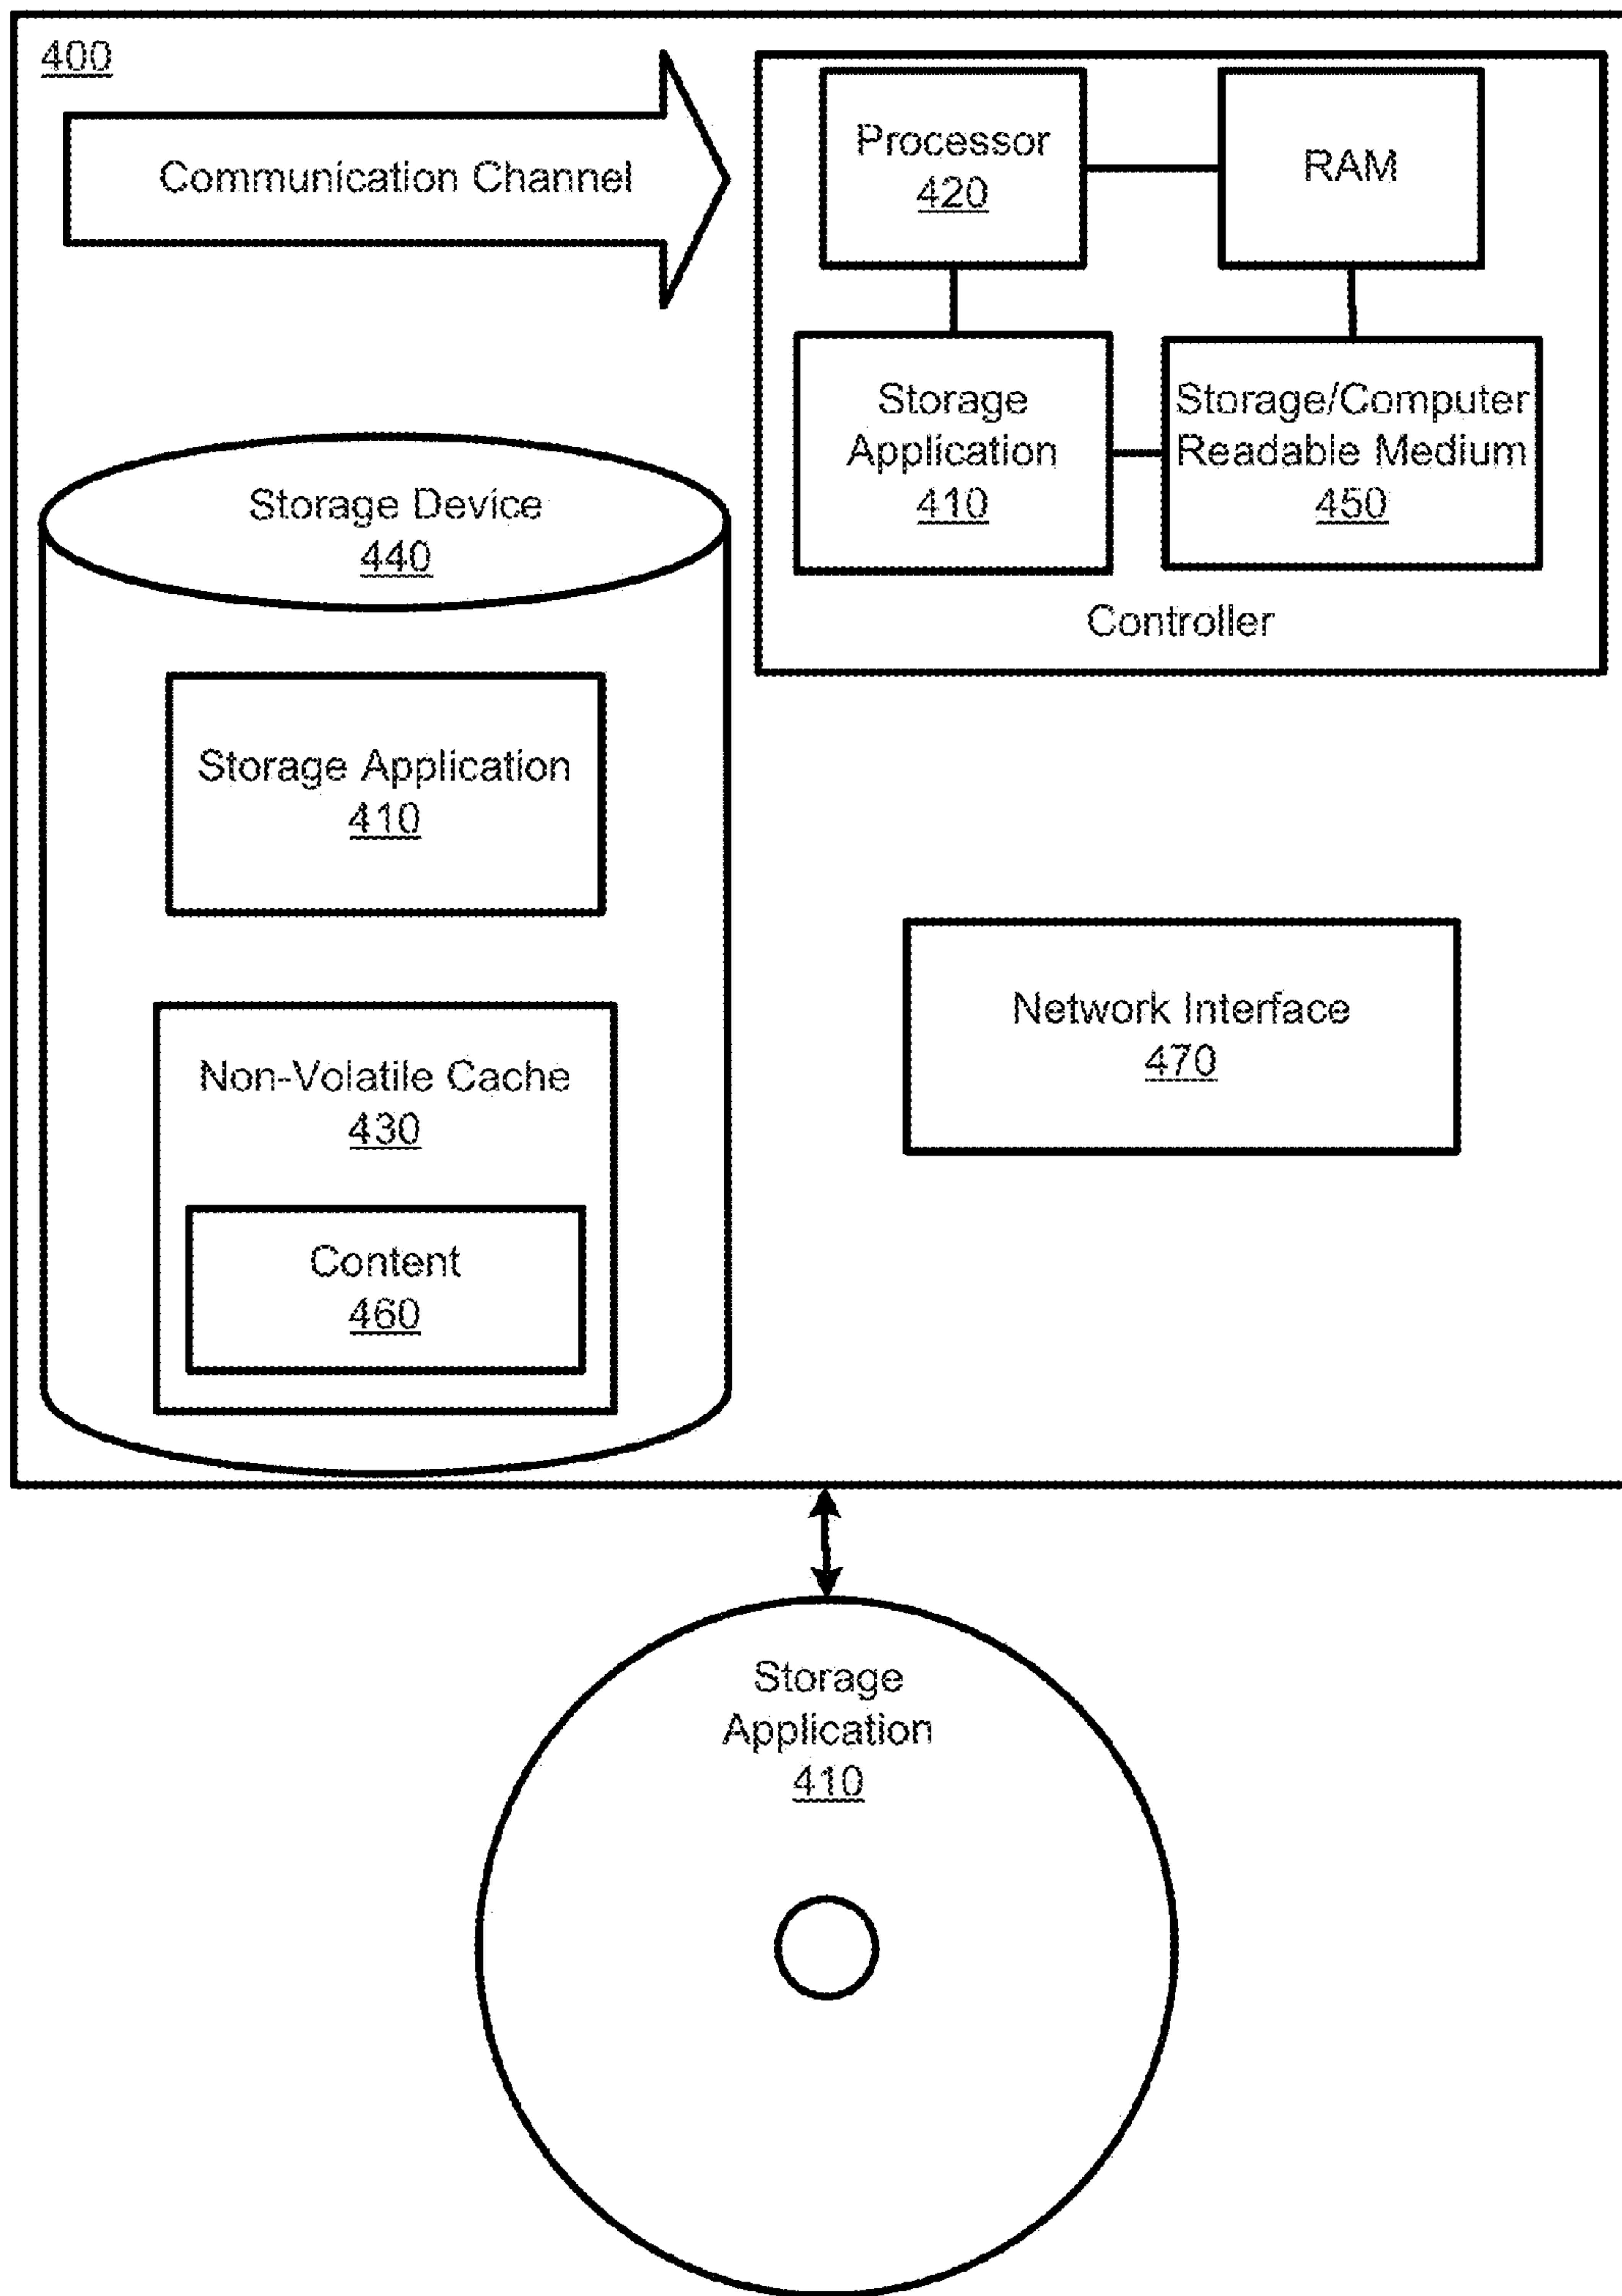 400
Communication Channel
Processor
420
RAM
Storage
Application
410
Storage/Computer
Readable Medium
450
Controller
Storage Device
440
Storage Application
410
Non-Volatile Cache
430
Content
460
Network Interface
470
Storage
Application
410